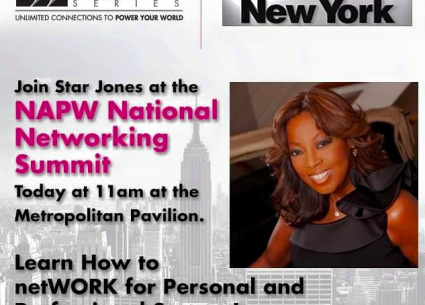 SERIES
UNLIMITED CONNECTIONS TO POWER YOUR WORLD
New York
Join Star Jones at the
NAPW National
Networking
Summit
Today at 11am at the
Metropolitan Pavilion.
Learn How to
netWORK for Personal and